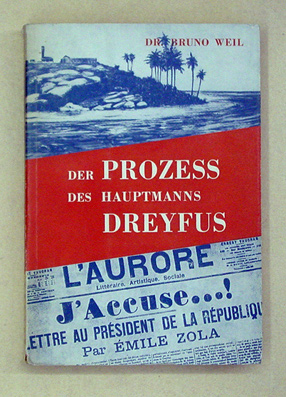 DR. BRUNO WEIL
DER PROZESS
DES HAUPTMANNS
DREYFUS
L'AURORE
Littéraire, Artistique, Sociale
J'Accuse...!
LETTRE AU PRÉSIDENT DE LA RÉPUBLIQU
Par ÉMILE ZOLA